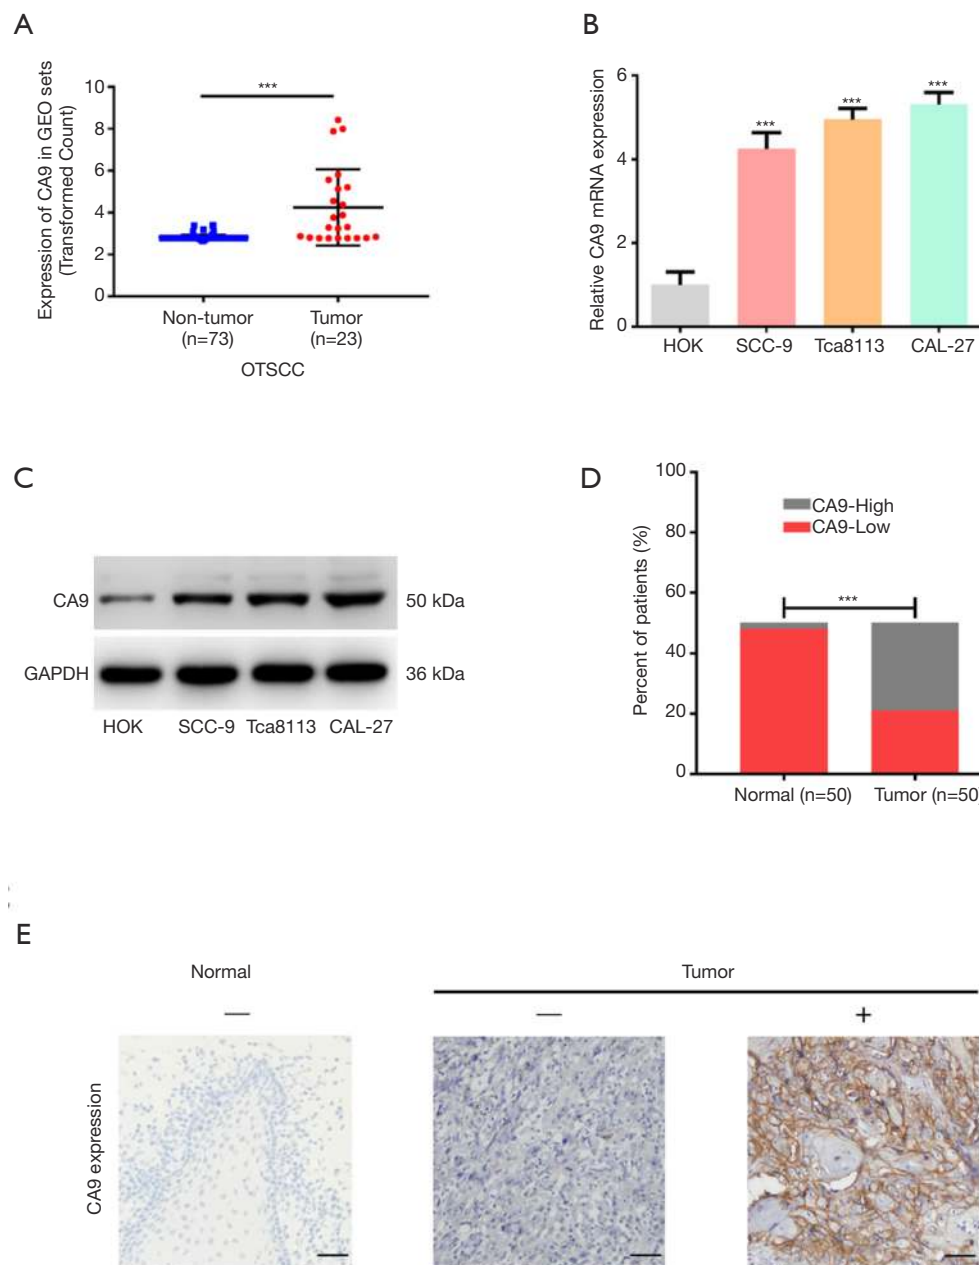 A
Expression of CA9 in GEO sets
(Transformed Count)
10
8
6
4
2
0
***
Non-tumor
(n=73)
Tumor
(n=23)
OTSCC
B
Relative CA9 mRNA expression
6
4
2
0
***
***
***
HOK
SCC-9
Tca8113
CAL-27
C
CA9
50 kDa
GAPDH
36 kDa
HOK
SCC-9
Tca8113
CAL-27
D
Percent of patients (%)
100
80
60
40
20
0
CA9-High
CA9-Low
***
Normal (n=50)
Tumor (n=50
E
Normal
Tumor
—
—
+
CA9 expression